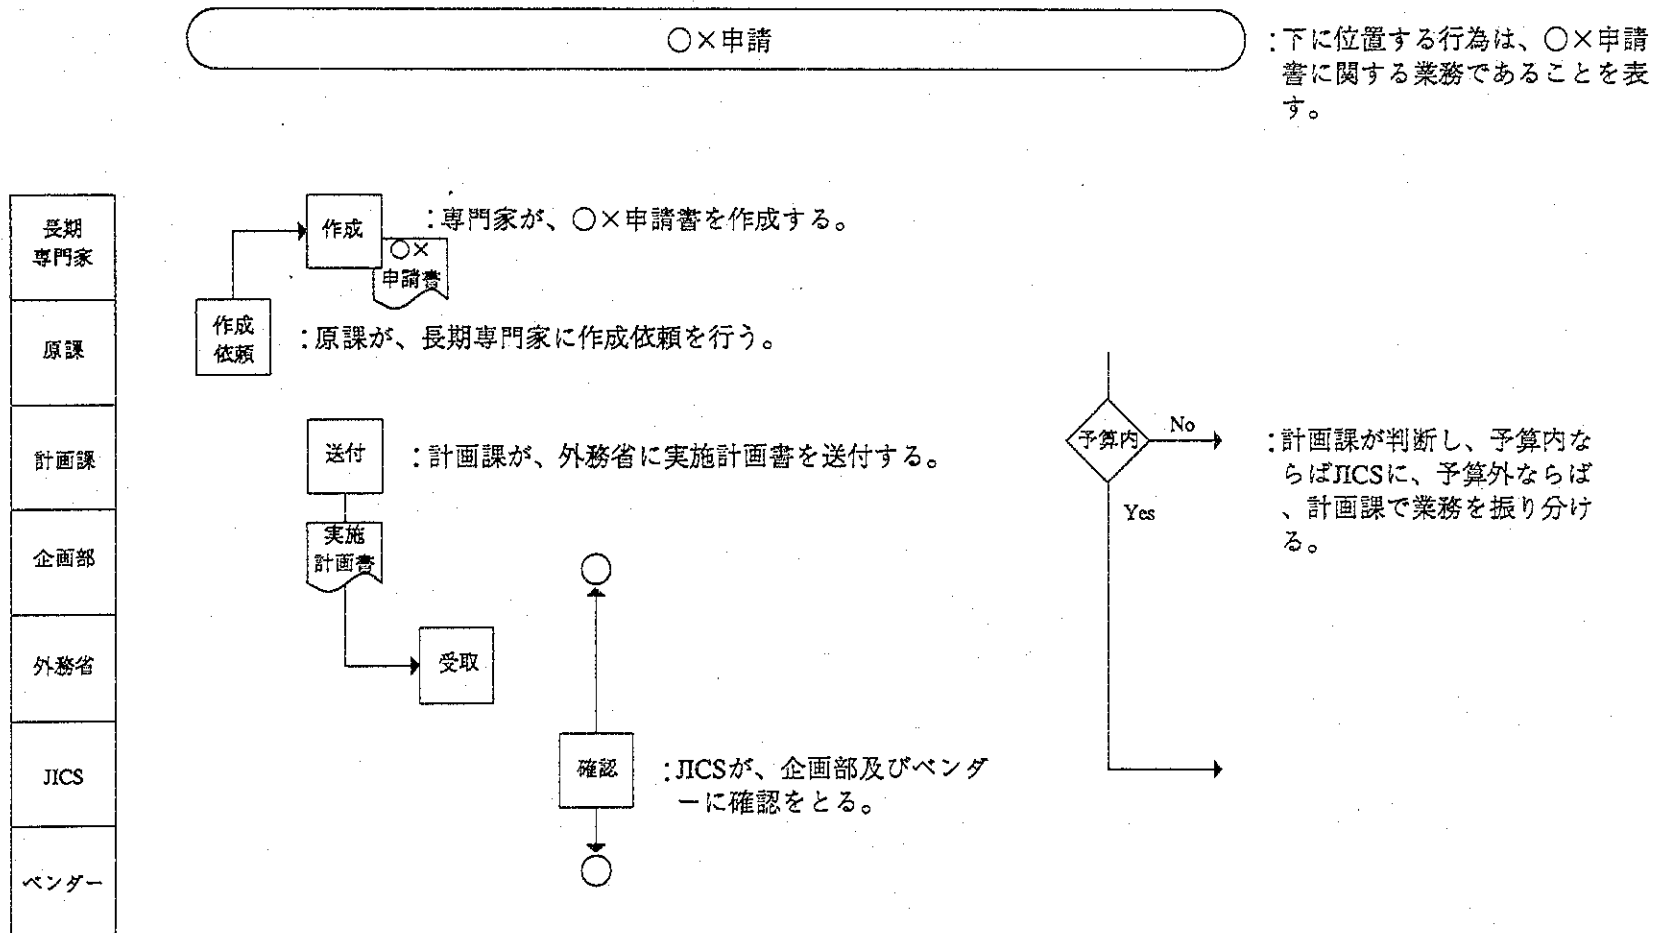 ○×申請
:下に位置する行為は、○×申請
書に関する業務であることを表
す。
長期
専門家
原課
計画課
企画部
外務省
JICS
ベンダー
作成
○×
申請書
:専門家が、○×申請書を作成する。
作成
依頼
:原課が、長期専門家に作成依頼を行う。
送付
:計画課が、外務省に実施計画書を送付する。
実施
計画書
受取
確認
:JICSが、企画部及びベンダ
ーに確認をとる。
予算内
No
Yes
:計画課が判断し、予算内な
らばJICSに、予算外ならば
、計画課で業務を振り分け
る。